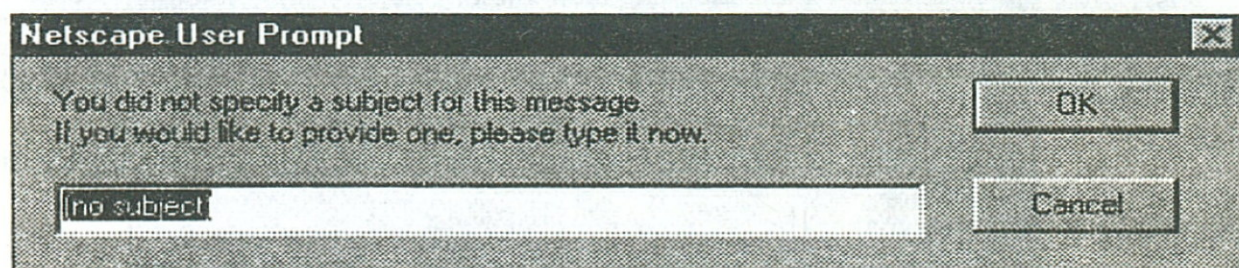 Netscape User Prompt
You did not specify a subject for this message.
If you would like to provide one, please type it now.
OK
(no subject)
Cancel